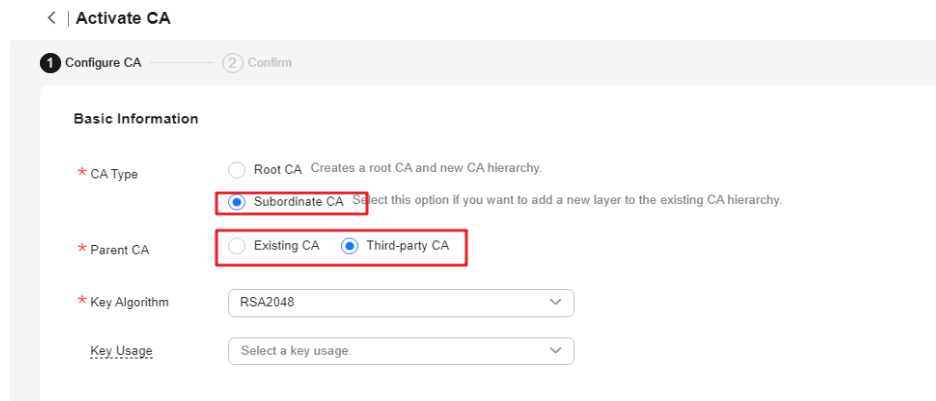 Activate CA
1 Configure CA 2 Confirm
Basic Information
* CA Type Root CA Creates a root CA and new CA hierarchy.
Subordinate CA Select this option if you want to add a new layer to the existing CA hierarchy.
* Parent CA Existing CA Third-party CA
* Key Algorithm RSA2048
Key Usage Select a key usage.